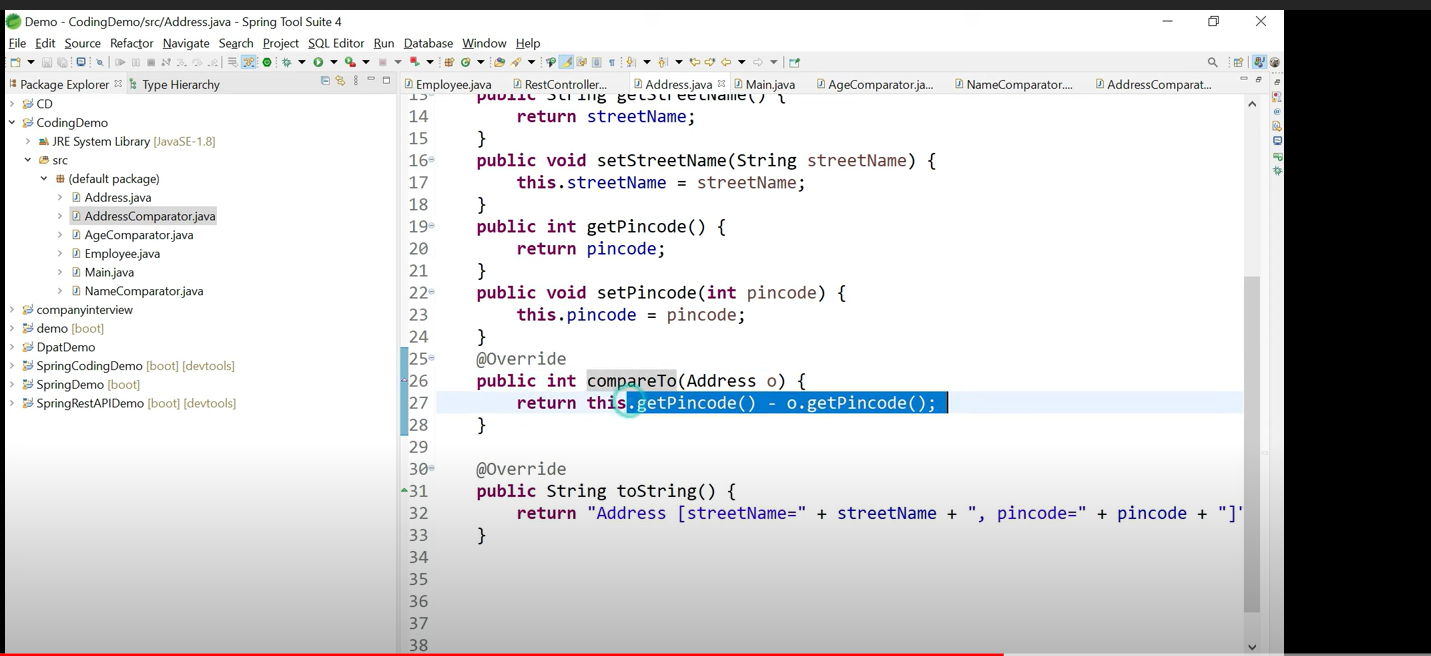 Demo - CodingDemo/src/Address.java - Spring Tool Suite 4
File Edit Source Refactor Navigate Search Project SQL Editor Run Database Window Help
Package Explorer Type Hierarchy
Employee.java RestController... Address.java Main.java AgeComparator.ja... NameComparator.... AddressComparat...
CD
CodingDemo
JRE System Library [JavaSE-1.8]
src
(default package)
Address.java
AddressComparator.java
AgeComparator.java
Employee.java
Main.java
NameComparator.java
companyinterview
demo [boot]
DpatDemo
SpringCodingDemo [boot] [devtools]
SpringDemo [boot]
SpringRestAPIDemo [boot] [devtools]
13 public String getStreetName() {
14 return streetName;
15 }
16 public void setStreetName(String streetName) {
17 this.streetName = streetName;
18 }
19 public int getPincode() {
20 return pincode;
21 }
22 public void setPincode(int pincode) {
23 this.pincode = pincode;
24 }
25 @Override
26 public int compareTo(Address o) {
27 return this.getPincode() - o.getPincode();
28 }
29
30 @Override
31 public String toString() {
32 return "Address [streetName=" + streetName + ", pincode=" + pincode + "]"
33 }
34
35
36
37
38